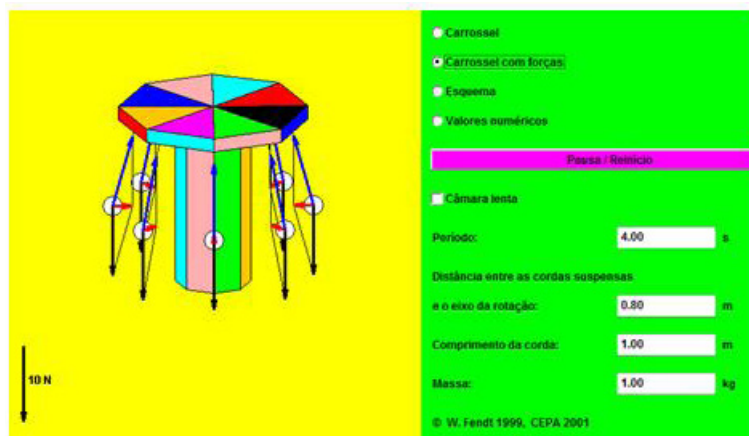 Carrossel
Carrossel com forças
Esquema
Valores numéricos
Pausa / Reinício
Câmara lenta
Período: 4.00 s
Distância entre as cordas suspensas
e o eixo da rotação: 0.80 m
Comprimento da corda: 1.00 m
Massa: 1.00 kg
© W. Fendt 1999, CEPA 2001
10 N